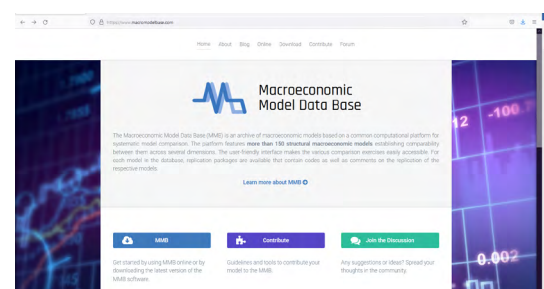 https://www.macromodelbase.com
Home About Blog Online Download Contribute Forum
Macroeconomic
Model Data Base
The Macroeconomic Model Data Base (MMB) is an archive of macroeconomic models based on a common computational platform for
systematic model comparison. The platform features more than 150 structural macroeconomic models establishing comparability
between them across several dimensions. The user-friendly interface makes the various comparison exercises easily accessible. For
each model in the database, replication packages are available that contain codes as well as comments on the replication of the
respective models.
Learn more about MMB
MMB Contribute Join the Discussion
Get started by using MMB online or by Guidelines and tools to contribute your Any suggestions or ideas? Spread your
downloading the latest version of the model to the MMB. thoughts in the community.
MMB software.
12 -100.
0.002